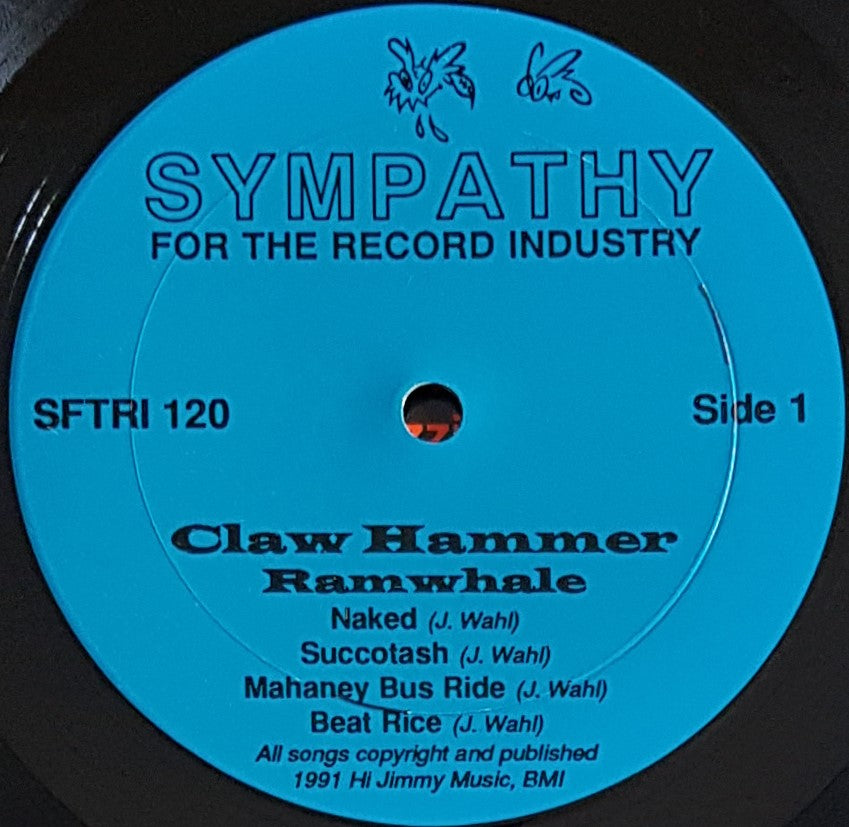 SYMPATHY
FOR THE RECORD INDUSTRY
SFTRI 120
Side 1
Claw Hammer
Ramwhale
Naked (J. Wahl)
Succotash (J. Wahl)
Mahaney Bus Ride (J. Wahl)
Beat Rice (J. Wahl)
All songs copyright and published
1991 Hi Jimmy Music, BMI